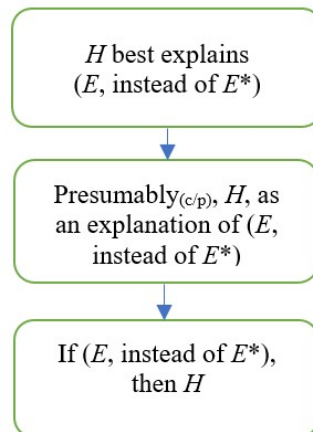 H best explains
(E, instead of E*)
Presumably(c/p), H, as
an explanation of (E,
instead of E*)
If (E, instead of E*),
then H